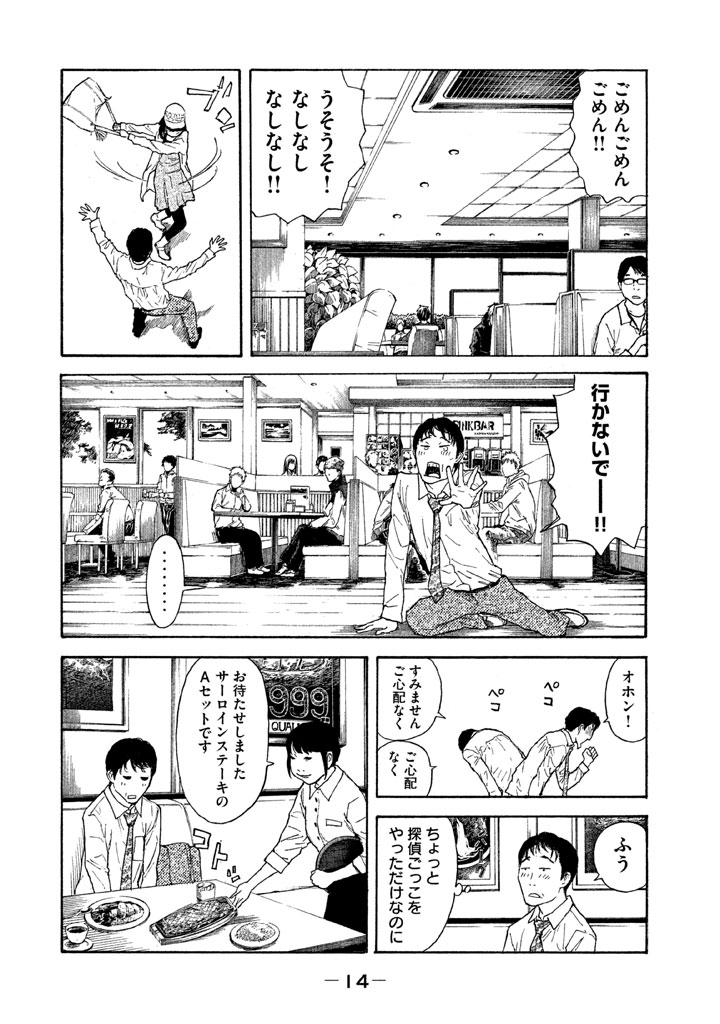 ごめんごめん
ごめん!!
うそうそ!
なしなし
なしなし!!
ブン
行かないでーー!!
………
DRINKBAR
オホン!
ペコ
ペコ
すみません
ご心配なく
ご心配
なく
ふう
ちょっと
探偵ごっこを
やっただけなのに
お待たせしました
サーロインステーキの
Aセットです
999
QUAL
コト
－14－